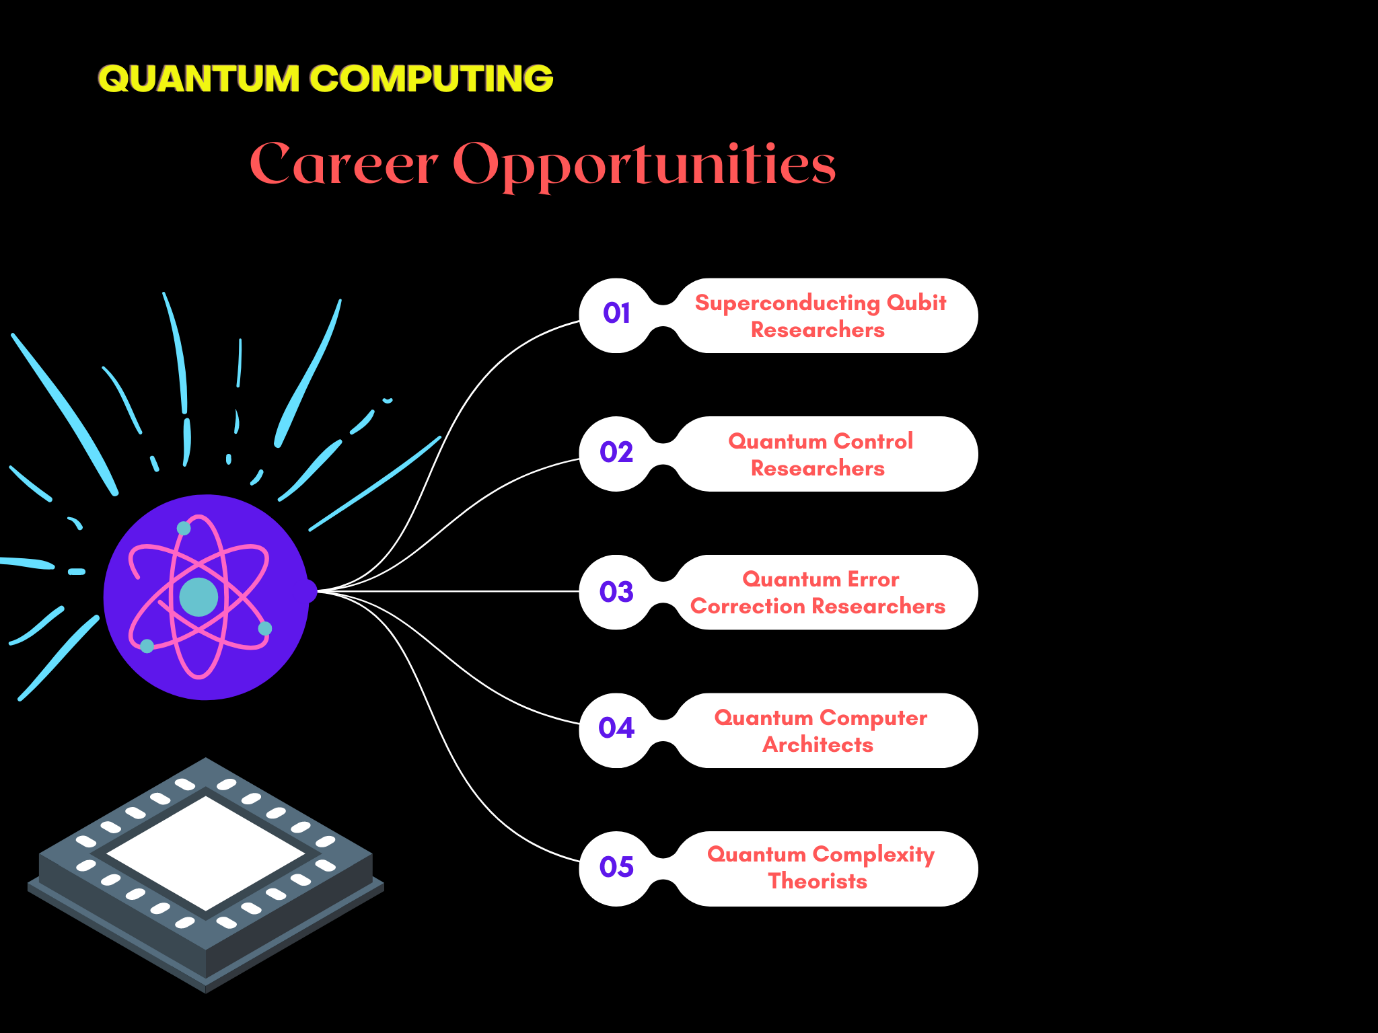 QUANTUM COMPUTING
Career Opportunities
01
Superconducting Qubit
Researchers
02
Quantum Control
Researchers
03
Quantum Error
Correction Researchers
04
Quantum Computer
Architects
05
Quantum Complexity
Theorists